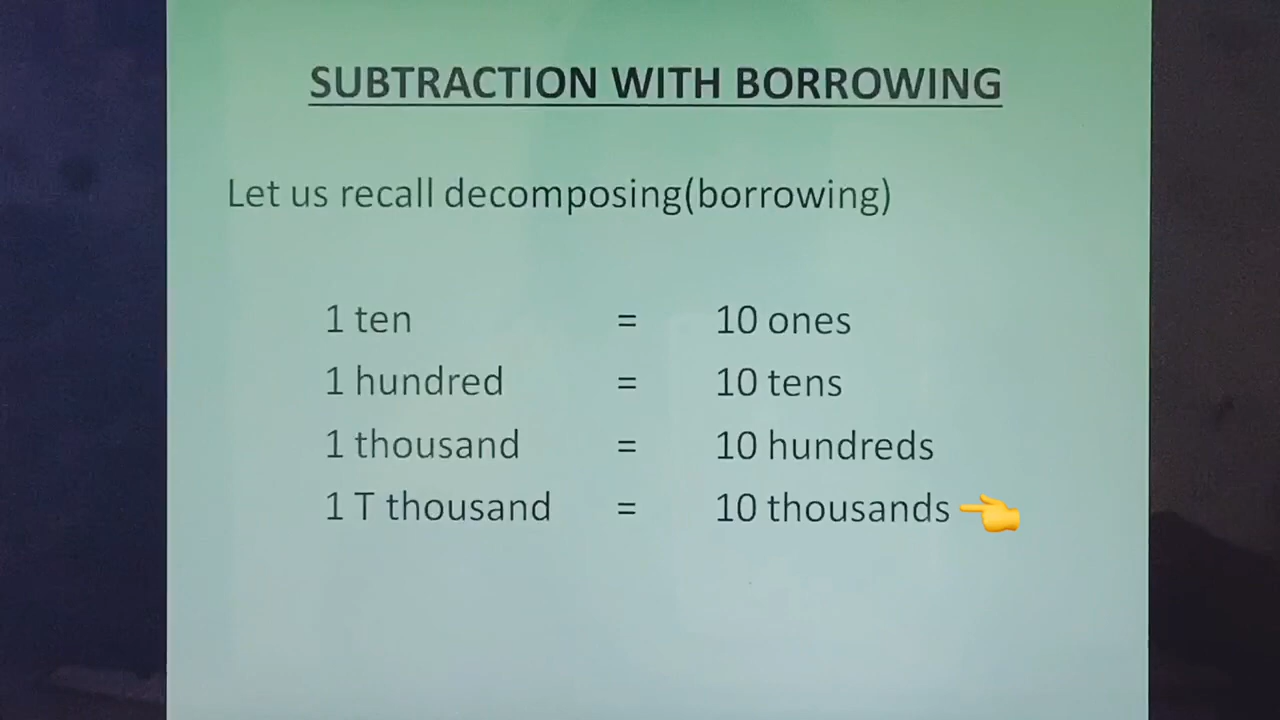 SUBTRACTION WITH BORROWING
Let us recall decomposing(borrowing)
1 ten = 10 ones
1 hundred = 10 tens
1 thousand = 10 hundreds
1 T thousand = 10 thousands